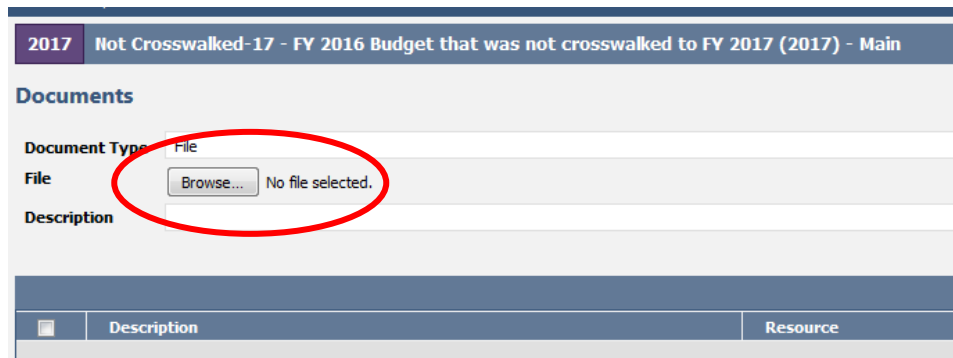 2017 Not Crosswalked-17 - FY 2016 Budget that was not crosswalked to FY 2017 (2017) - Main
Documents
Document Type File
File Browse... No file selected.
Description
Description Resource